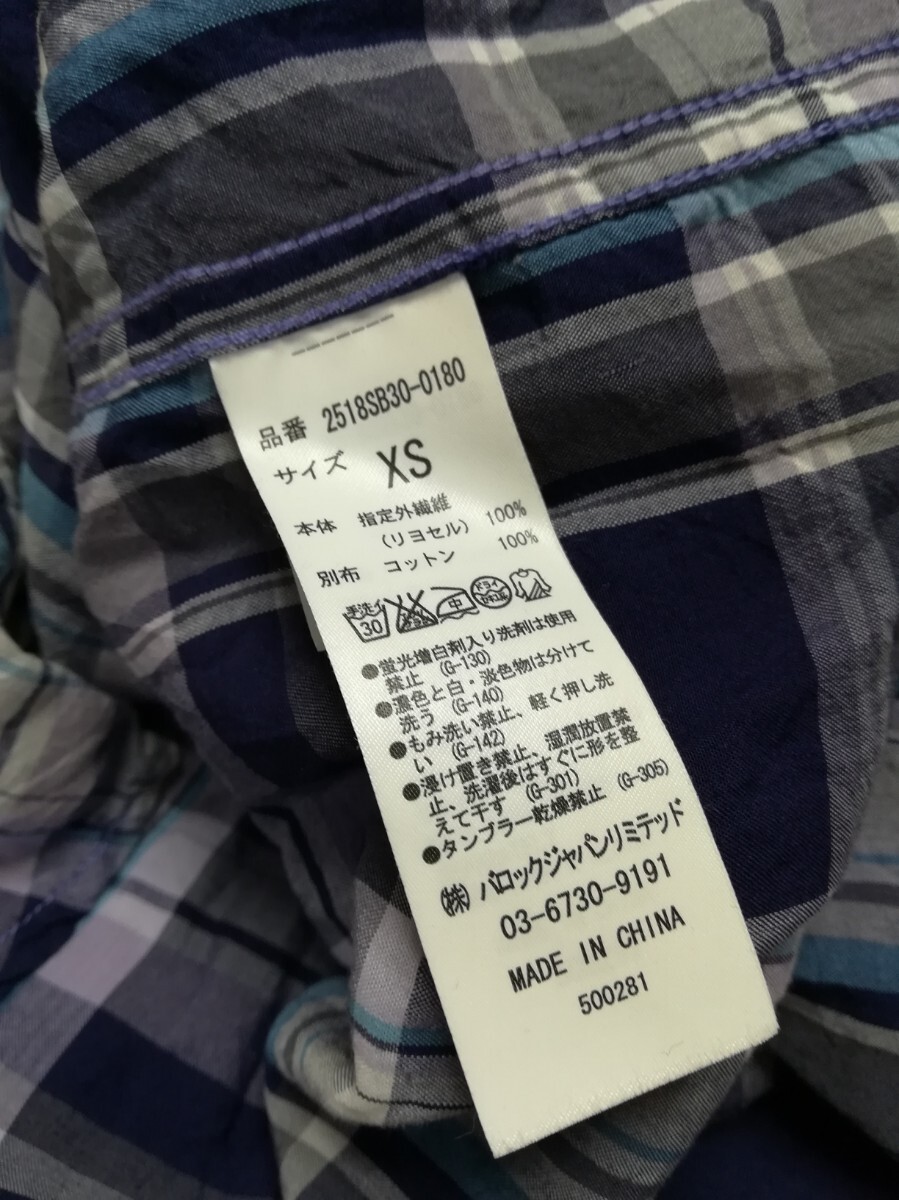 品番 2518SB30-0180
サイズ XS
本体 指定外繊維 100%
(リヨセル)
別布 コットン 100%
手洗イ 30 中 ドライ
●蛍光増白剤入り洗剤は使用
禁止 (G-130)
●濃色と白・淡色物は分けて
洗う (G-140)
●もみ洗い禁止、軽く押し洗
い (G-142)
●浸け置き禁止、湿潤放置禁
止、洗濯後はすぐに形を整
えて干す (G-301)
●タンブラー乾燥禁止 (G-305)
㈱ バロックジャパンリミテッド
03-6730-9191
MADE IN CHINA
500281